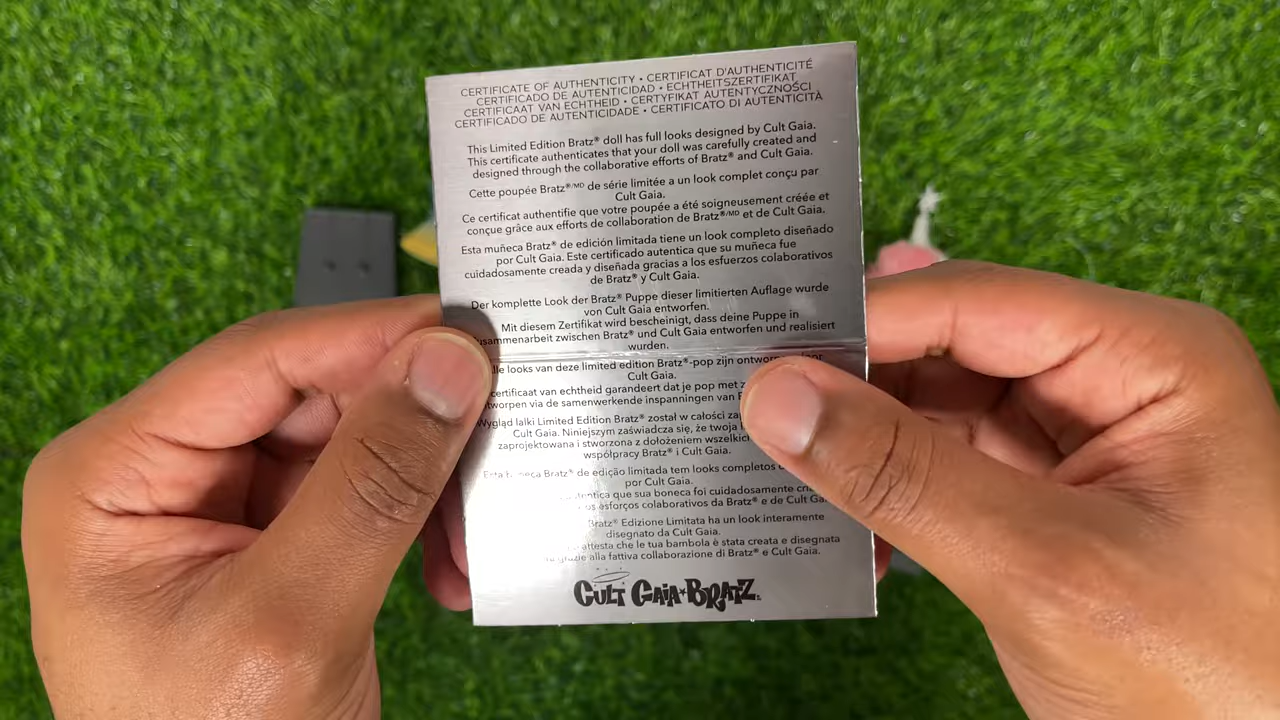 CERTIFICATE OF AUTHENTICITY • CERTIFICAT D'AUTHENTICITÉ
CERTIFICADO DE AUTENTICIDAD • ECHTHEITSZERTIFIKAT
CERTIFICAAT VAN ECHTHEID • CERTYFIKAT AUTENTYCZNOŚCI
CERTIFICADO DE AUTENTICIDADE • CERTIFICATO DI AUTENTICITÀ
This Limited Edition Bratz® doll has full looks designed by Cult Gaia.
This certificate authenticates that your doll was carefully created and
designed through the collaborative efforts of Bratz® and Cult Gaia.
Cette poupée Bratz®/MD de série limitée a un look complet conçu par
Cult Gaia.
Ce certificat authentifie que votre poupée a été soigneusement créée et
conçue grâce aux efforts de collaboration de Bratz®/MD et de Cult Gaia.
Esta muñeca Bratz® de edición limitada tiene un look completo diseñado
por Cult Gaia. Este certificado autentica que su muñeca fue
cuidadosamente creada y diseñada gracias a los esfuerzos colaborativos
de Bratz® y Cult Gaia.
Der komplette Look der Bratz® Puppe dieser limitierten Auflage wurde
von Cult Gaia entworfen.
Mit diesem Zertifikat wird bescheinigt, dass deine Puppe in
usammenarbeit zwischen Bratz® und Cult Gaia entworfen und realisiert
wurden.
lle looks van deze limited edition Bratz®-pop zijn
Cult Gaia.
certificaat van echtheid garandeert dat je pop met
tworpen via de samenwerkende inspanningen van
Wygląd lalki Limited Edition Bratz® został w całości
Cult Gaia. Niniejszym zaświadcza się, że twoja
zaprojektowana i stworzona z dołożeniem
współpracy Bratz® i Cult Gaia.
Bratz® de edição limitada tem looks completos
por Cult Gaia.
que sua boneca foi cuidadosamente
os esforços colaborativos da Bratz® e de Cult
Bratz® Edizione Limitata ha un look interamente
disegnato da Cult Gaia.
attesta che le tua bambola è stata creata e disegnata
grazie alla fattiva collaborazione di Bratz® e Cult Gaia.
CULT GAIA★BRATZ